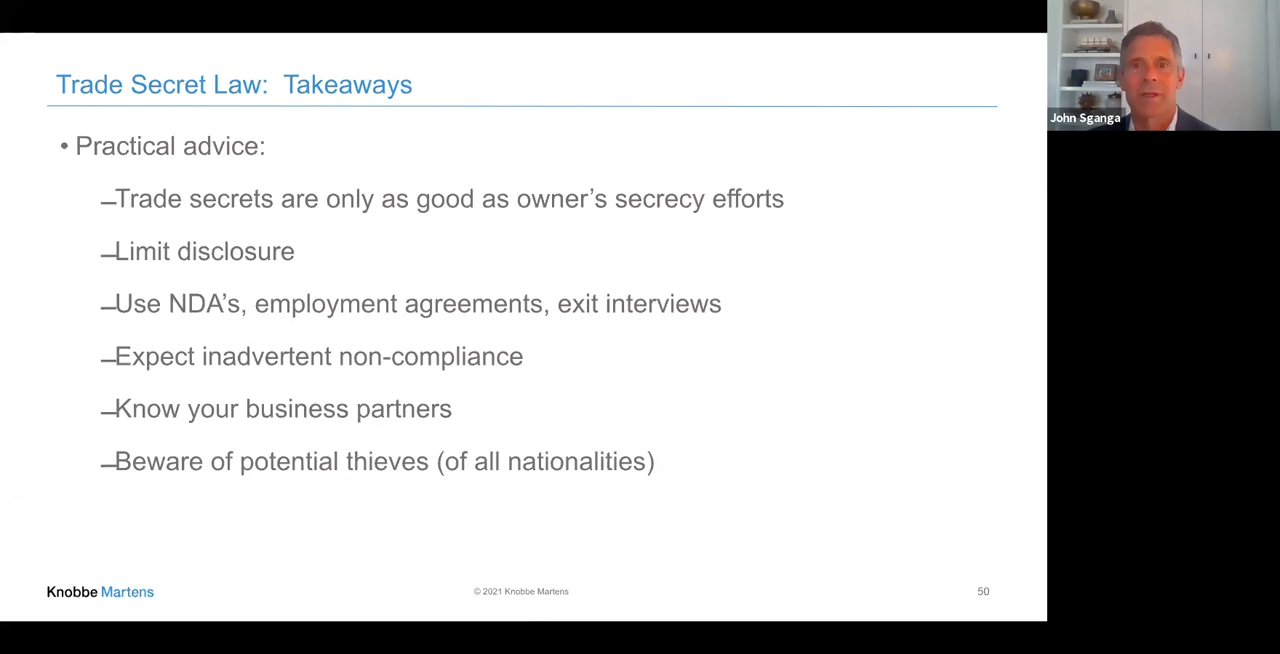 Trade Secret Law: Takeaways
• Practical advice:
–Trade secrets are only as good as owner’s secrecy efforts
–Limit disclosure
–Use NDA’s, employment agreements, exit interviews
–Expect inadvertent non-compliance
–Know your business partners
–Beware of potential thieves (of all nationalities)
Knobbe Martens
© 2021 Knobbe Martens
50
John Sganga